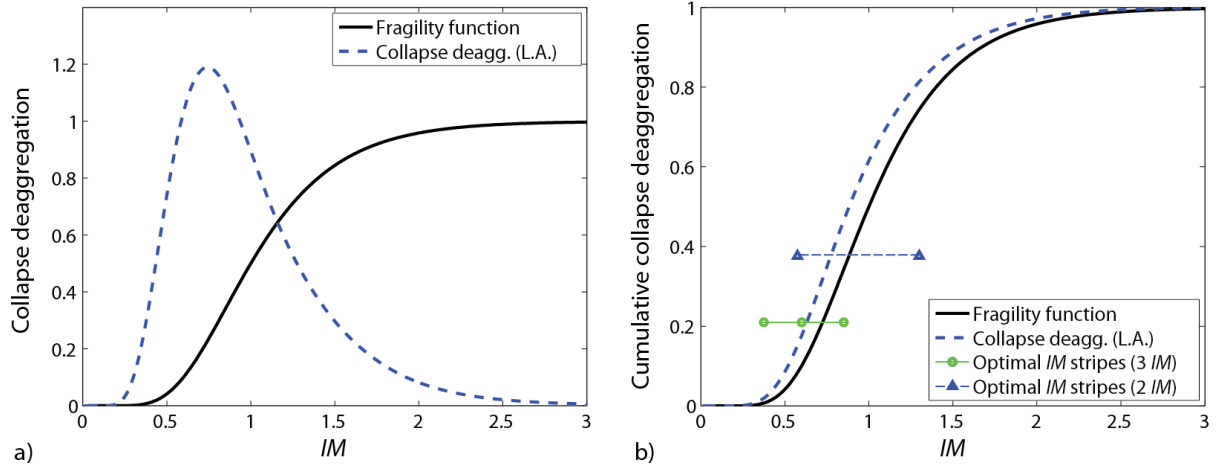 Fragility function
Collapse deagg. (L.A.)
Collapse deaggregation
1.2
1
0.8
0.6
0.4
0.2
0
0 0.5 1 1.5 2 2.5 3
IM
a)
Cumulative collapse deaggregation
1
0.8
0.6
0.4
0.2
0
Fragility function
Collapse deagg. (L.A.)
Optimal IM stripes (3 IM)
Optimal IM stripes (2 IM)
0 0.5 1 1.5 2 2.5 3
IM
b)